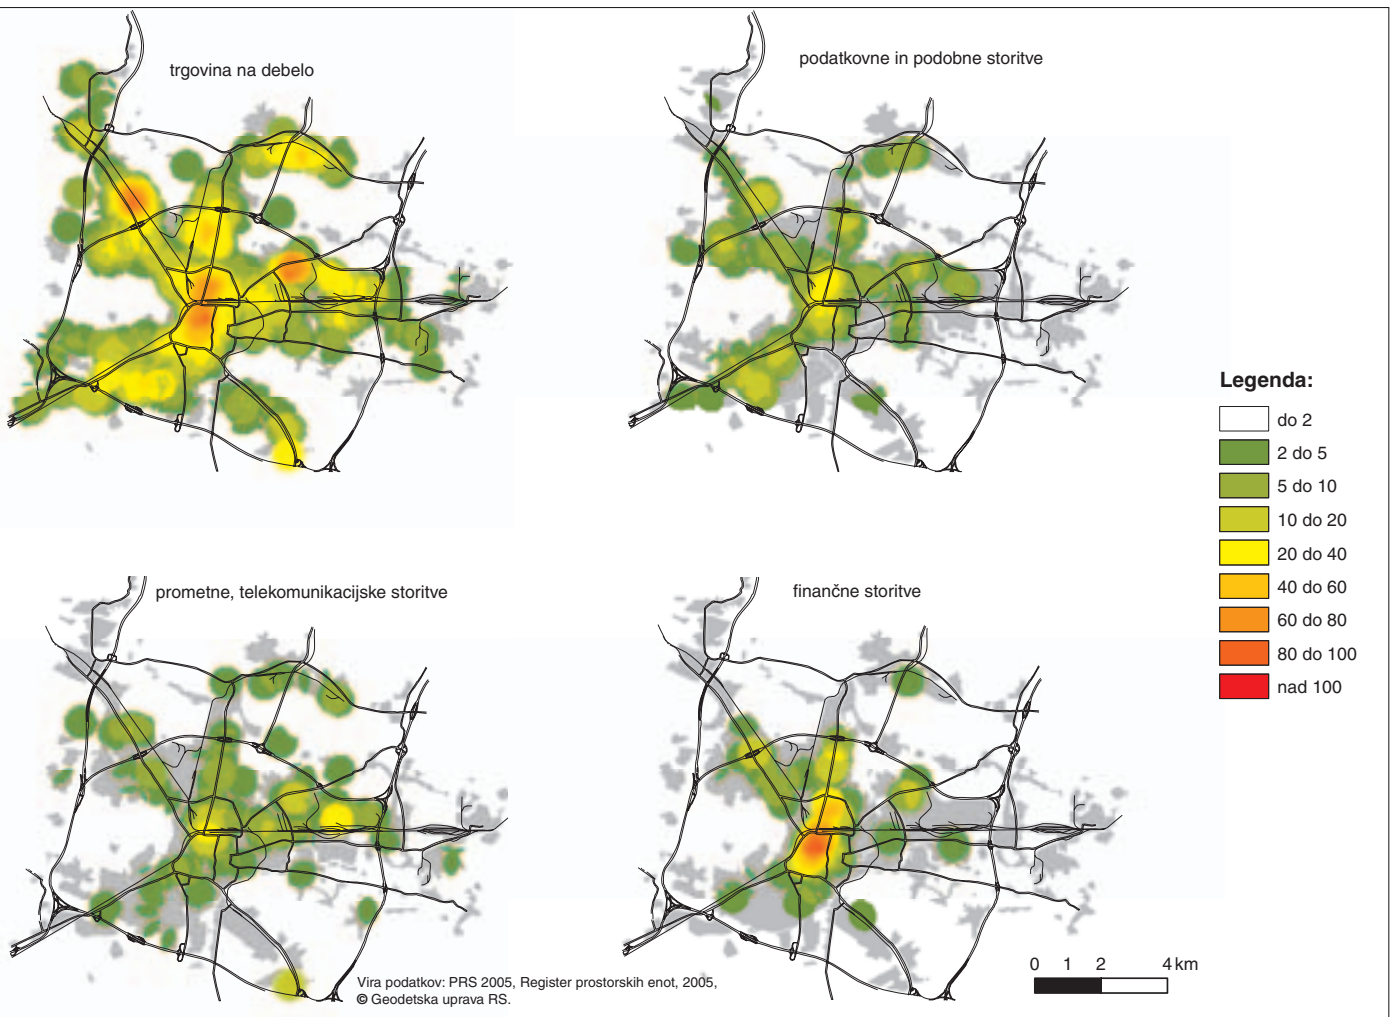 trgovina na debelo
podatkovne in podobne storitve
prometne, telekomunikacijske storitve
finančne storitve
Legenda:
do 2
2 do 5
5 do 10
10 do 20
20 do 40
40 do 60
60 do 80
80 do 100
nad 100
0 1 2 4 km
Vira podatkov: PRS 2005, Register prostorskih enot, 2005,
© Geodetska uprava RS.